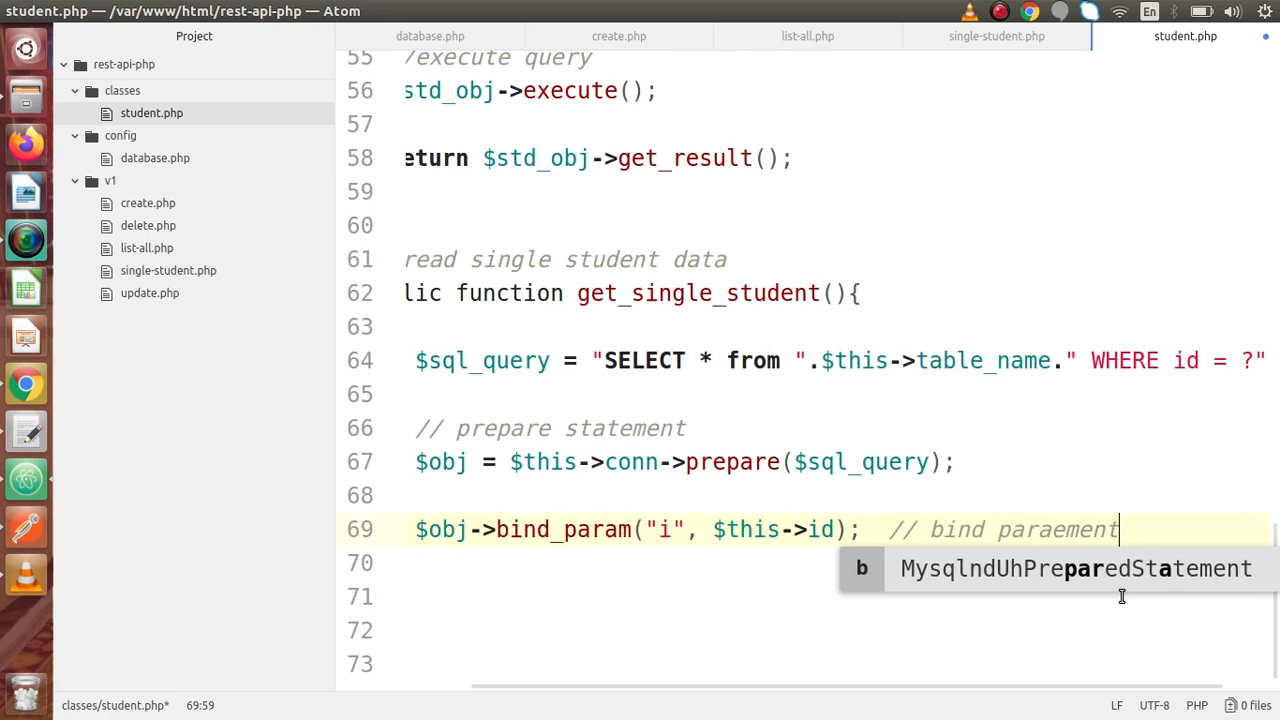 student.php — /var/www/html/rest-api-php — Atom
En
Project
database.php
create.php
list-all.php
single-student.php
student.php
rest-api-php
classes
student.php
config
database.php
v1
create.php
delete.php
list-all.php
single-student.php
update.php
55 /execute query
56 std_obj->execute();
57
58 eturn $std_obj->get_result();
59
60
61 read single student data
62 lic function get_single_student(){
63
64 $sql_query = "SELECT * from ".$this->table_name." WHERE id = ?"
65
66 // prepare statement
67 $obj = $this->conn->prepare($sql_query);
68
69 $obj->bind_param("i", $this->id); // bind paraement
70
b MysqlndUhPreparedStatement
71
72
73
classes/student.php* 69:59
LF UTF-8 PHP 0 files